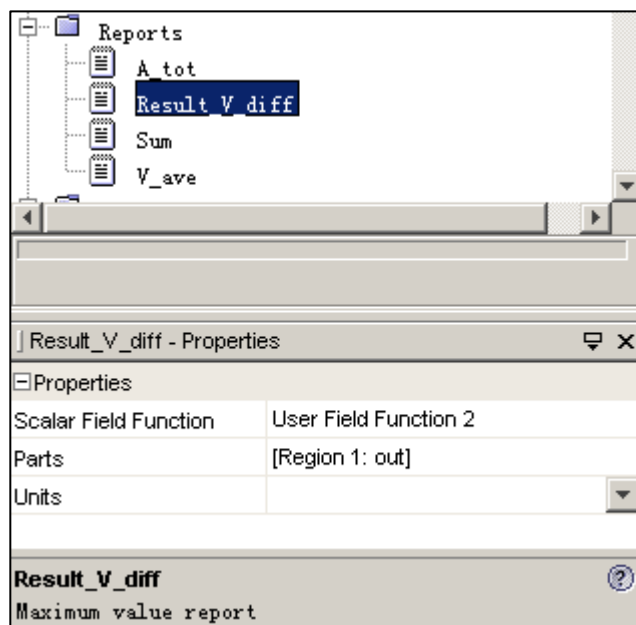 Reports
A_tot
Result_V_diff
Sum
V_ave
Result_V_diff - Properties
Properties
Scalar Field Function User Field Function 2
Parts [Region 1: out]
Units
Result_V_diff
Maximum value report